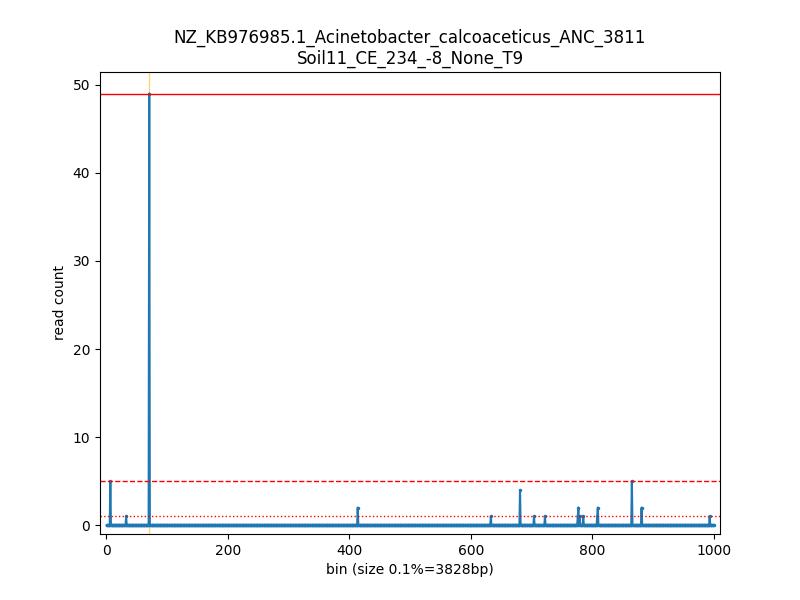 NZ_KB976985.1_Acinetobacter_calcoaceticus_ANC_3811
Soil11_CE_234_-8_None_T9
50
40
30
20
10
0
read count
0 200 400 600 800 1000
bin (size 0.1%=3828bp)